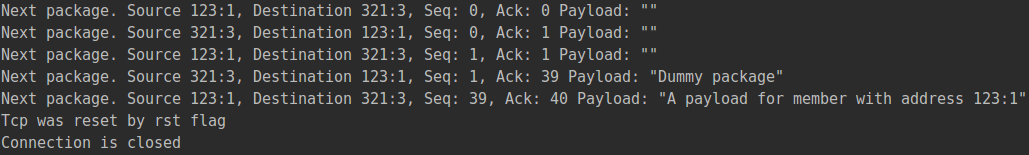 Next package. Source 123:1, Destination 321:3, Seq: 0, Ack: 0 Payload: ""
Next package. Source 321:3, Destination 123:1, Seq: 0, Ack: 1 Payload: ""
Next package. Source 123:1, Destination 321:3, Seq: 1, Ack: 1 Payload: ""
Next package. Source 321:3, Destination 123:1, Seq: 1, Ack: 39 Payload: "Dummy package"
Next package. Source 123:1, Destination 321:3, Seq: 39, Ack: 40 Payload: "A payload for member with address 123:1"
Tcp was reset by rst flag
Connection is closed